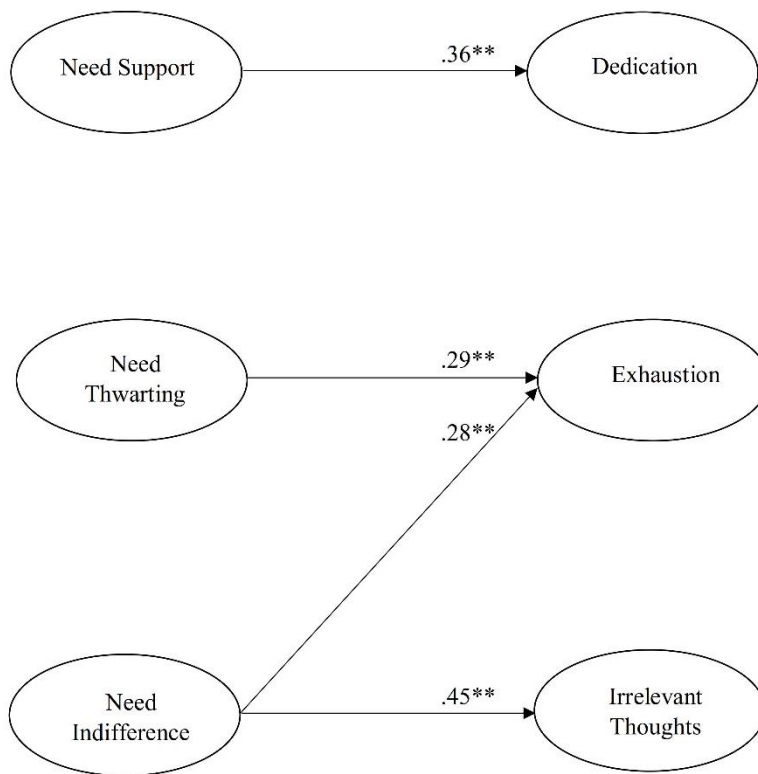 Need Support
.36**
Dedication
Need
Thwarting
.29**
Exhaustion
.28**
Need
Indifference
.45**
Irrelevant
Thoughts